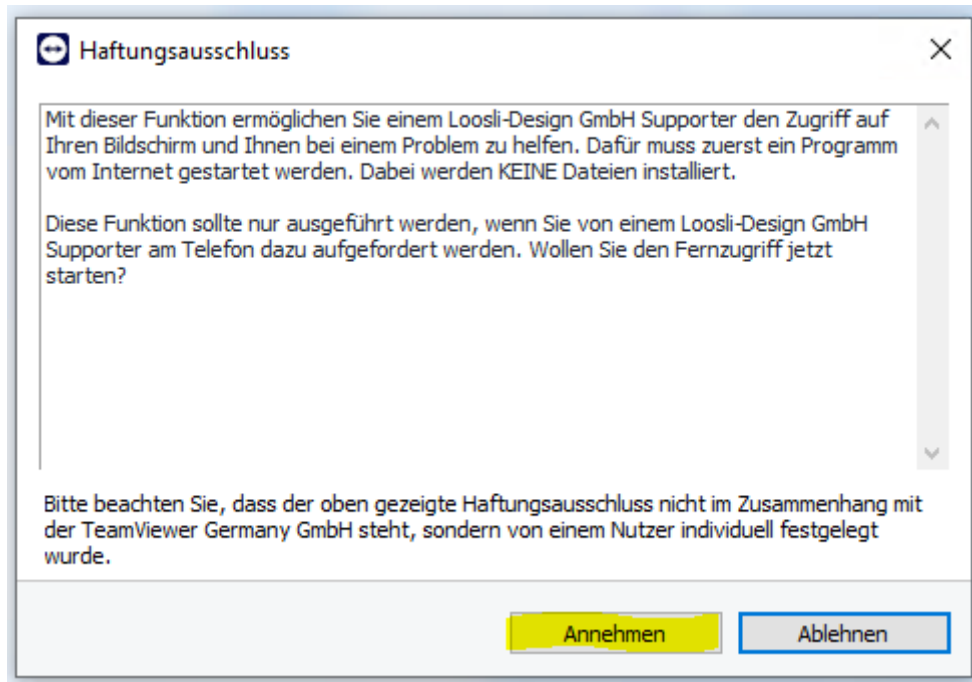 Haftungsausschluss
Mit dieser Funktion ermöglichen Sie einem Loosli-Design GmbH Supporter den Zugriff auf
Ihren Bildschirm und Ihnen bei einem Problem zu helfen. Dafür muss zuerst ein Programm
vom Internet gestartet werden. Dabei werden KEINE Dateien installiert.
Diese Funktion sollte nur ausgeführt werden, wenn Sie von einem Loosli-Design GmbH
Supporter am Telefon dazu aufgefordert werden. Wollen Sie den Fernzugriff jetzt
starten?
Bitte beachten Sie, dass der oben gezeigte Haftungsausschluss nicht im Zusammenhang mit
der TeamViewer Germany GmbH steht, sondern von einem Nutzer individuell festgelegt
wurde.
Annehmen Ablehnen